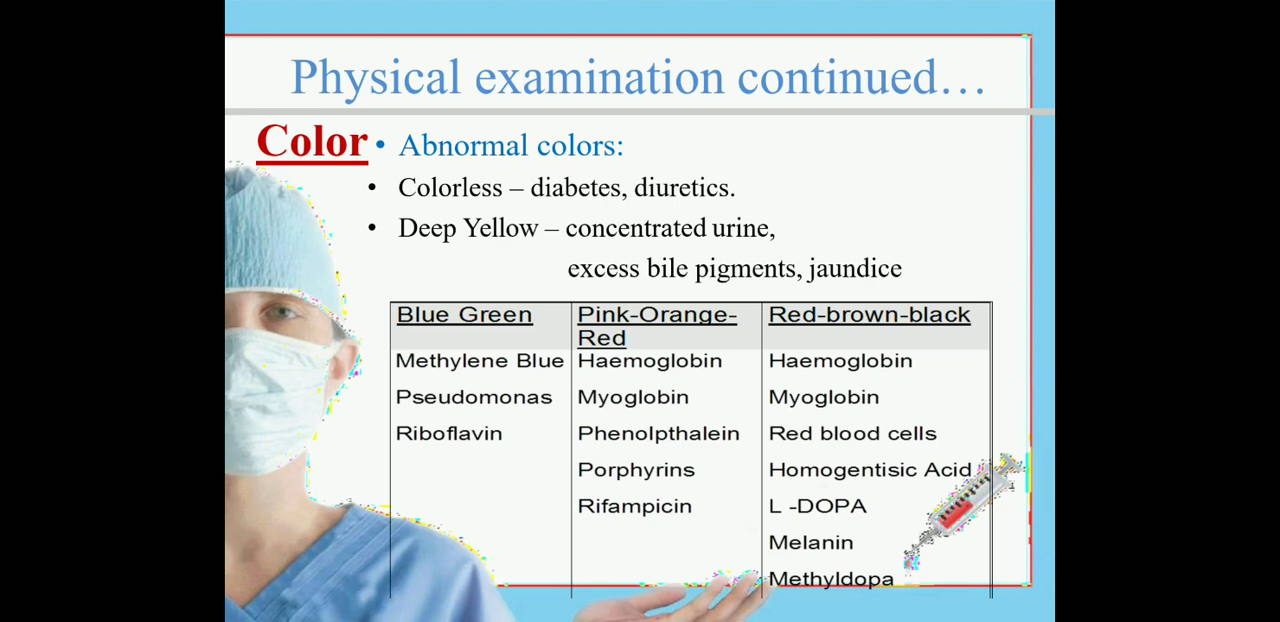 Physical examination continued…
Color
• Abnormal colors:
• Colorless – diabetes, diuretics.
• Deep Yellow – concentrated urine,
excess bile pigments, jaundice
Blue Green
Methylene Blue
Pseudomonas
Riboflavin
Pink-Orange-
Red
Haemoglobin
Myoglobin
Phenolpthalein
Porphyrins
Rifampicin
Red-brown-black
Haemoglobin
Myoglobin
Red blood cells
Homogentisic Acid
L -DOPA
Melanin
Methyldopa